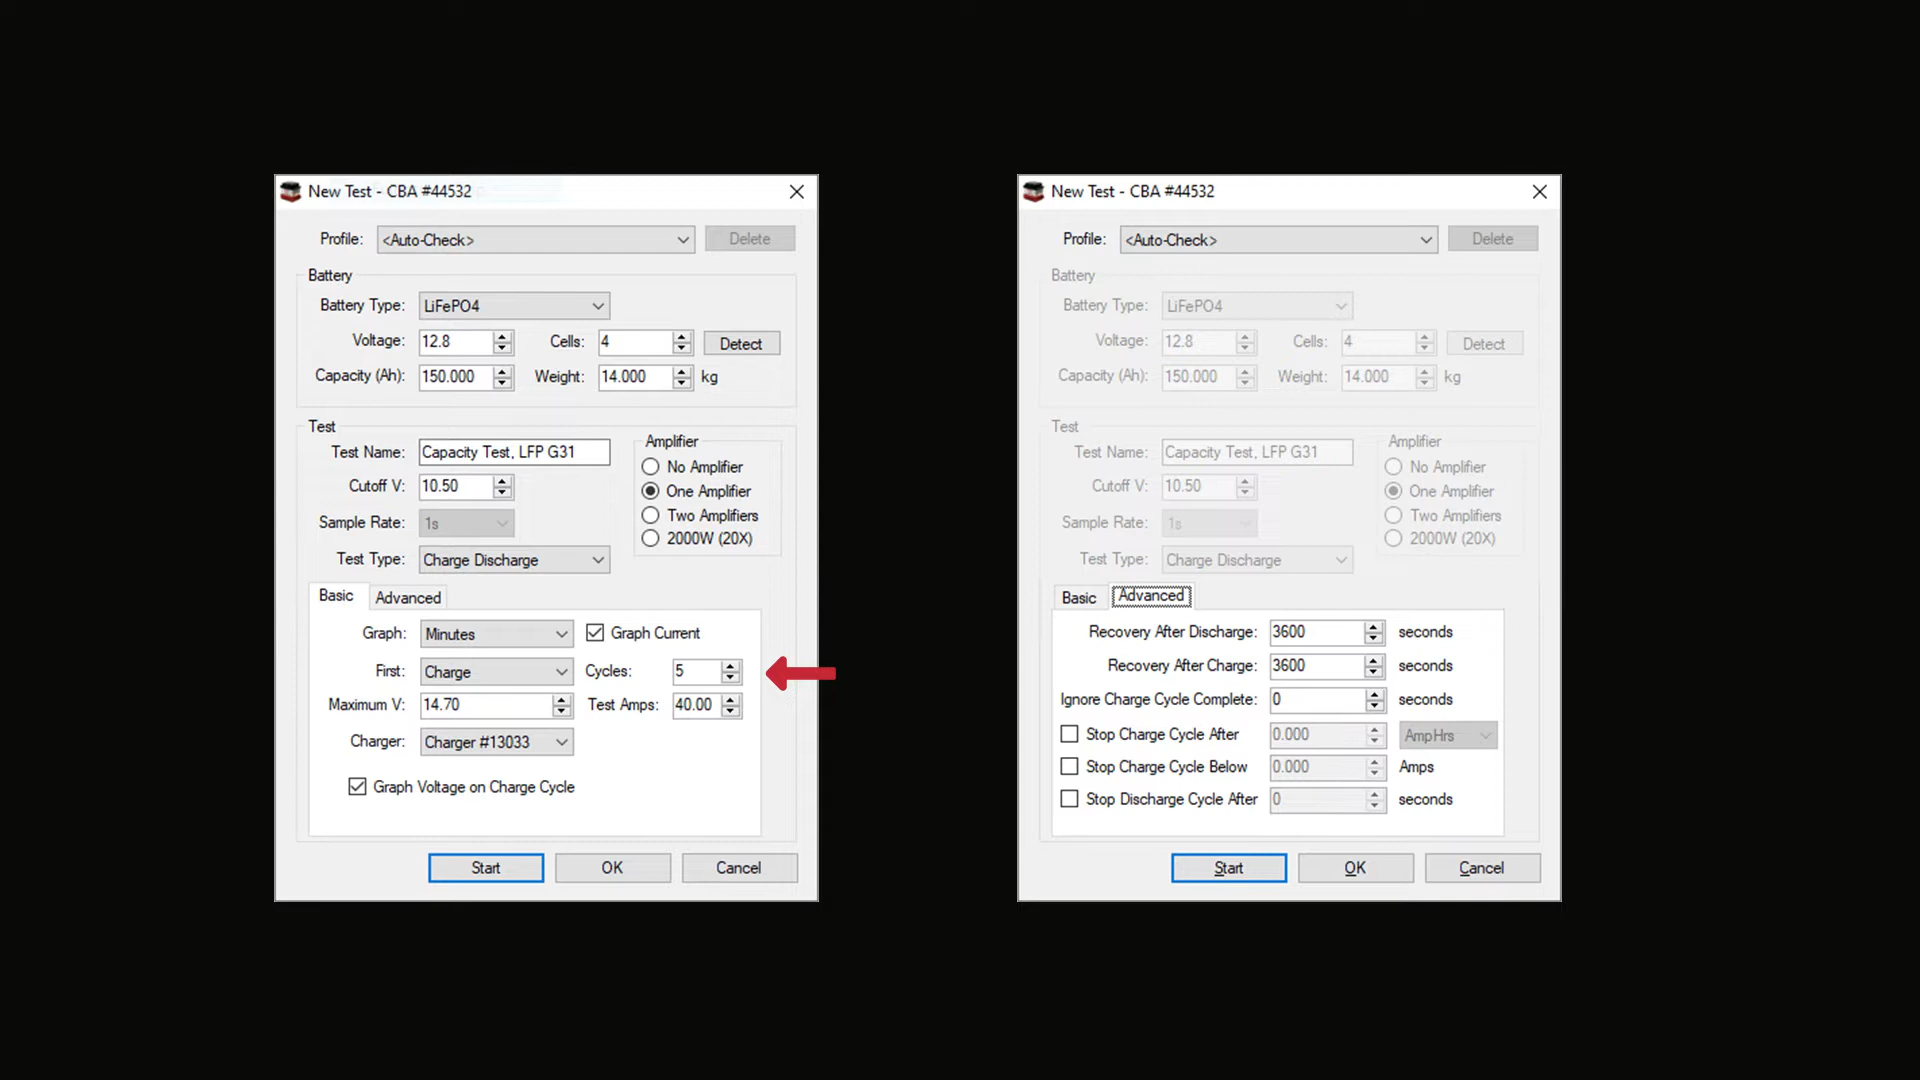 New Test - CBA #44532
Profile: <Auto-Check> Delete
Battery
Battery Type: LiFePO4
Voltage: 12.8 Cells: 4 Detect
Capacity (Ah): 150.000 Weight: 14.000 kg
Test
Test Name: Capacity Test, LFP G31
Cutoff V: 10.50
Sample Rate: 1s
Test Type: Charge Discharge
Amplifier
No Amplifier
One Amplifier
Two Amplifiers
2000W (20X)
Basic Advanced
Graph: Minutes Graph Current
First: Charge Cycles: 5
Maximum V: 14.70 Test Amps: 40.00
Charger: Charger #13033
Graph Voltage on Charge Cycle
Start OK Cancel
New Test - CBA #44532
Profile: <Auto-Check> Delete
Battery
Battery Type: LiFePO4
Voltage: 12.8 Cells: 4 Detect
Capacity (Ah): 150.000 Weight: 14.000 kg
Test
Test Name: Capacity Test, LFP G31
Cutoff V: 10.50
Sample Rate: 1s
Test Type: Charge Discharge
Amplifier
No Amplifier
One Amplifier
Two Amplifiers
2000W (20X)
Basic Advanced
Recovery After Discharge: 3600 seconds
Recovery After Charge: 3600 seconds
Ignore Charge Cycle Complete: 0 seconds
Stop Charge Cycle After 0.000 AmpHrs
Stop Charge Cycle Below 0.000 Amps
Stop Discharge Cycle After 0 seconds
Start OK Cancel